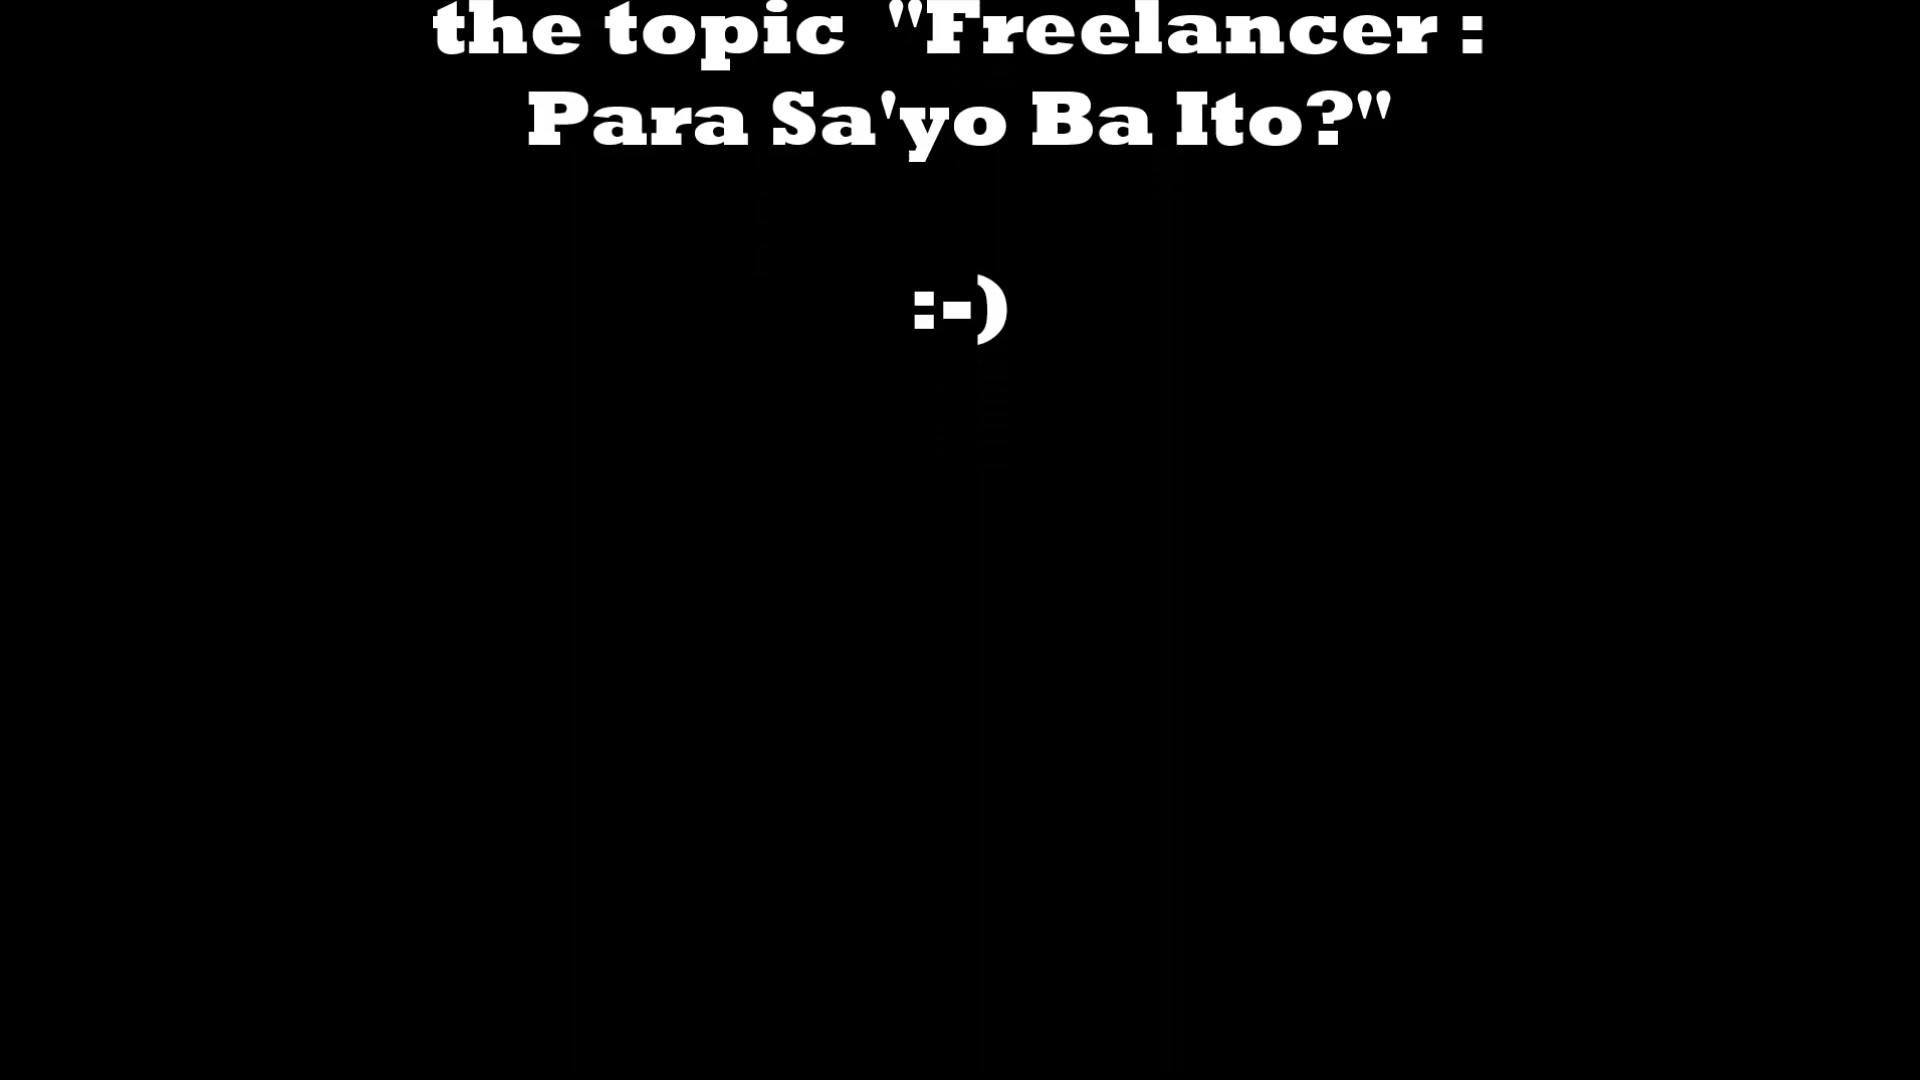 the topic  "Freelancer :
Para Sa'yo Ba Ito?"
:-)